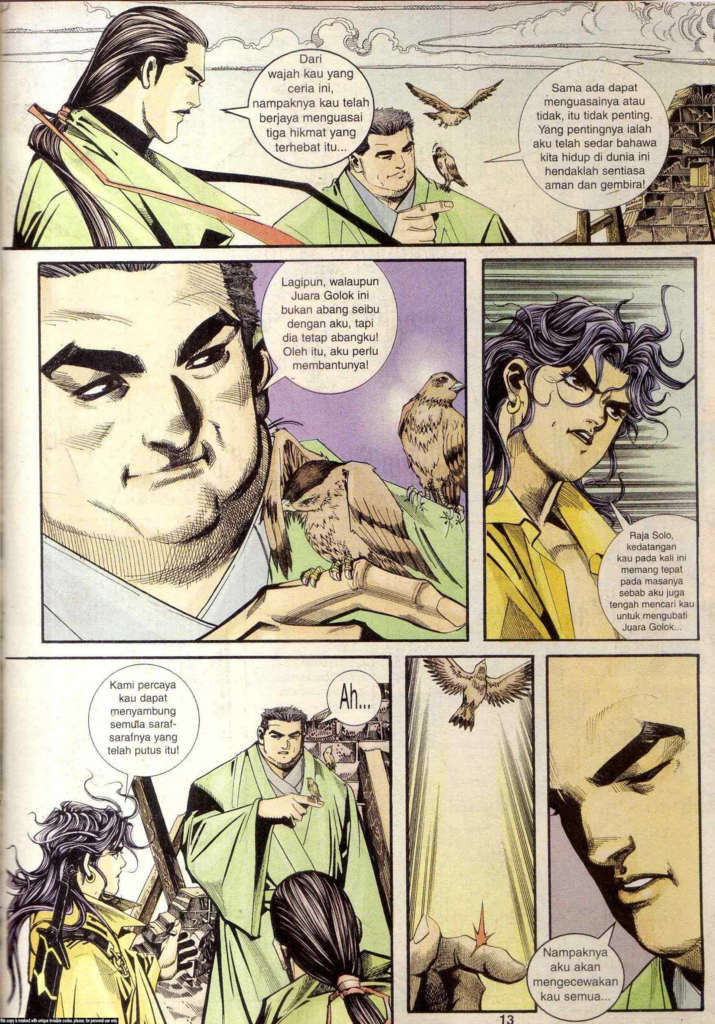 Dari
wajah kau yang
ceria ini,
nampaknya kau telah
berjaya menguasai
tiga hikmat yang
terhebat itu...
Sama ada dapat
menguasainya atau
tidak, itu tidak penting.
Yang pentingnya ialah
aku telah sedar bahawa
kita hidup di dunia ini
hendaklah sentiasa
aman dan gembira!
Lagipun, walaupun
Juara Golok ini
bukan abang seibu
dengan aku, tapi
dia tetap abangku!
Oleh itu, aku perlu
membantunya!
Raja Solo,
kedatangan
kau pada kali ini
memang tepat
pada masanya
sebab aku juga
tengah mencari kau
untuk mengubati
Juara Golok...
Kami percaya
kau dapat
menyambung
semula saraf-
sarafnya yang
telah putus itu!
Ah...
Nampaknya
aku akan
mengecewakan
kau semua...
13